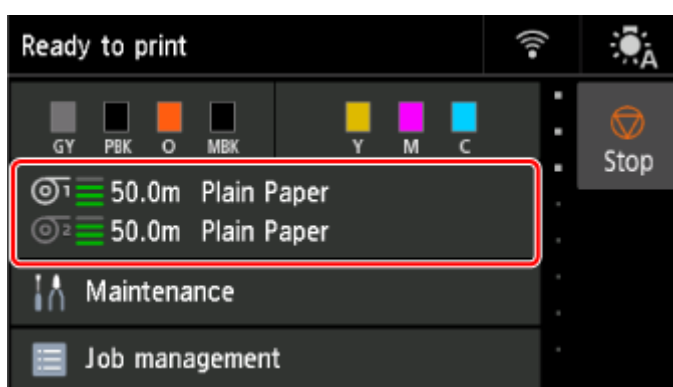 Ready to print
A
GY PBK O MBK Y M C
Stop
1 50.0m Plain Paper
2 50.0m Plain Paper
Maintenance
Job management